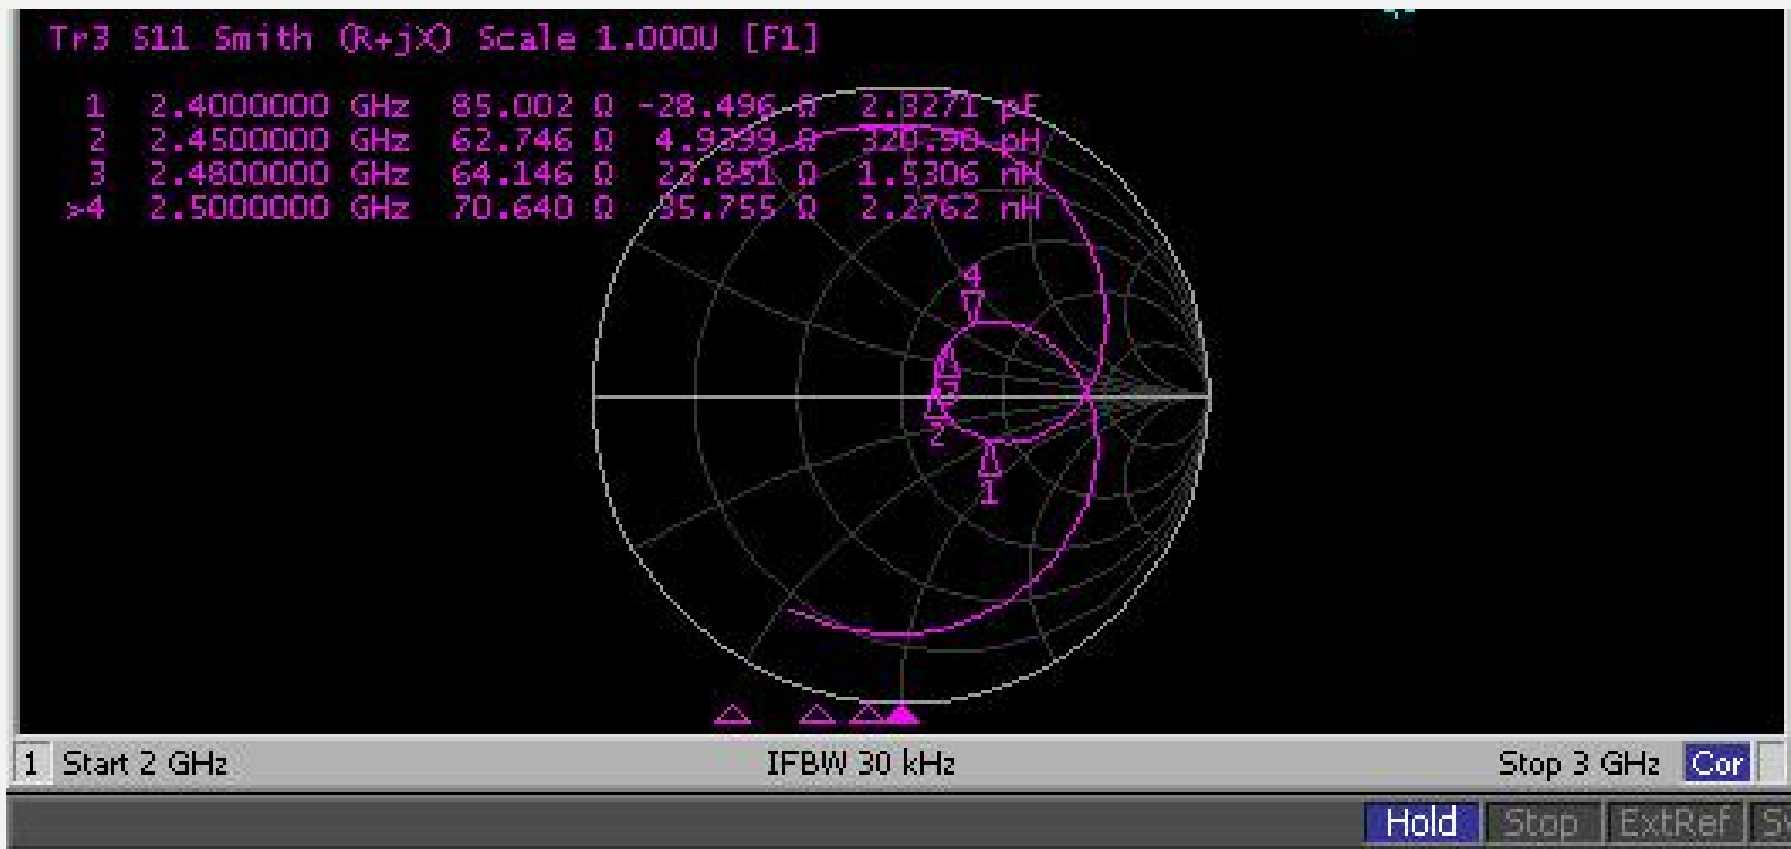 Tr3 S11 Smith (R+jX) Scale 1.000U [F1]
1 2.4000000 GHz 85.002 Ω -28.496 Ω 2.3271 pF
2 2.4500000 GHz 62.746 Ω 4.9399 Ω 320.90 pH
3 2.4800000 GHz 64.146 Ω 23.851 Ω 1.5306 nH
>4 2.5000000 GHz 70.640 Ω 35.755 Ω 2.2762 nH
4
3
2
1
1 Start 2 GHz IFBW 30 kHz Stop 3 GHz Cor
Hold Stop ExtRef